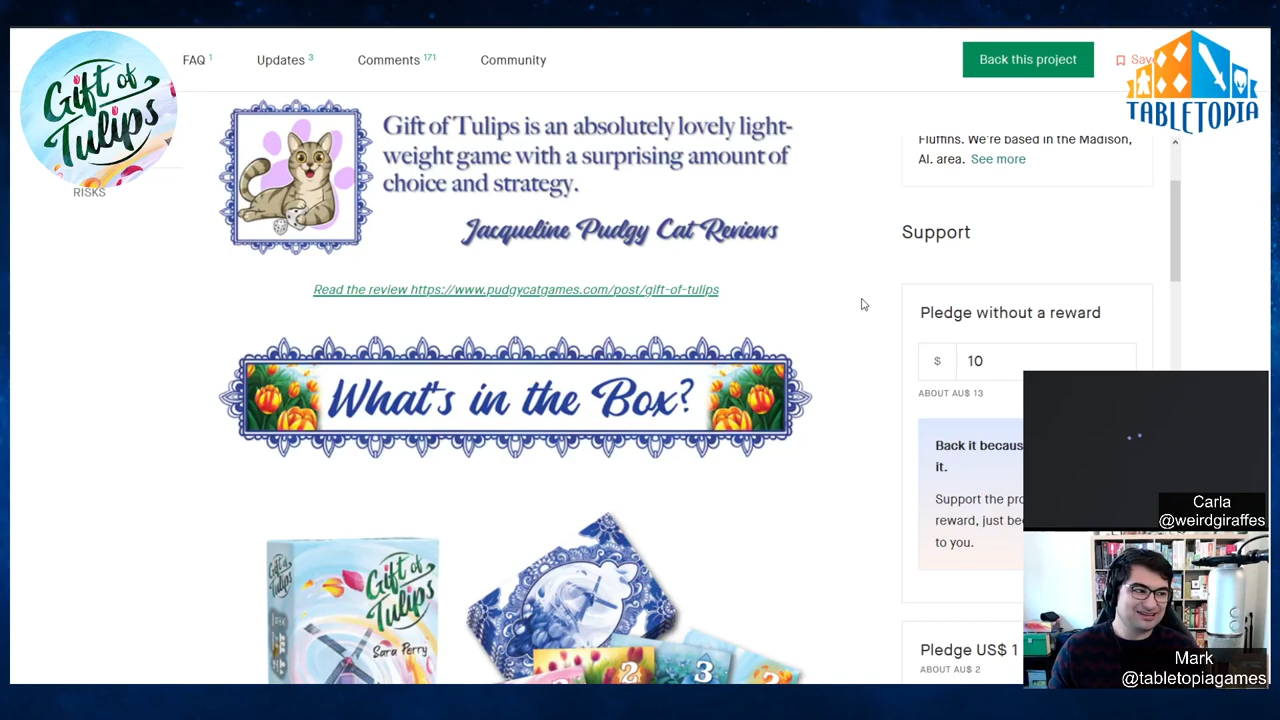 Gift of
Tulips
FAQ 1
Updates 3
Comments 171
Community
Back this project
TABLETOPIA
RISKS
Gift of Tulips is an absolutely lovely light-
weight game with a surprising amount of
choice and strategy.
Jacqueline Pudgy Cat Reviews
Read the review https://www.pudgycatgames.com/post/gift-of-tulips
What's in the Box?
Gift of
Tulips
Gift of
Tulips
Sara Perry
2
3
Fluffins. We're based in the Madison,
AL area. See more
Support
Pledge without a reward
$ 10
ABOUT AU$ 13
Back it
it.
Support the
reward, just
to you.
Pledge US$ 1
ABOUT AU$ 2
Carla
@weirdgiraffes
Mark
@tabletopiagames